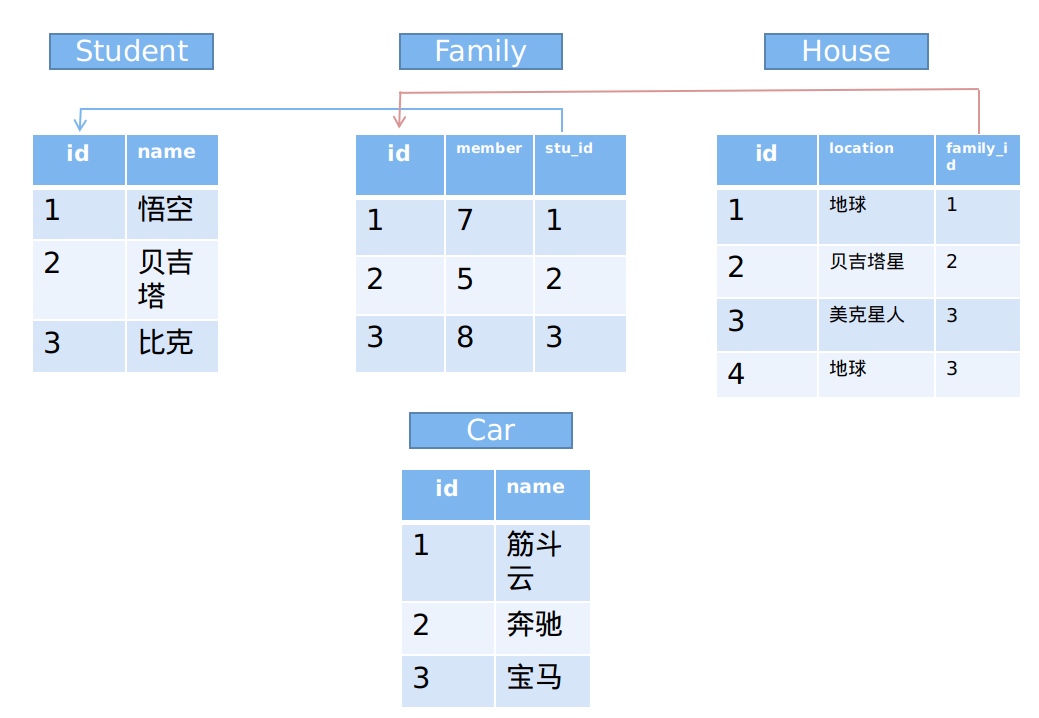 Student
Family
House
id name
1 悟空
2 贝吉
塔
3 比克
id member stu_id
1 7 1
2 5 2
3 8 3
id location family_i
d
1 地球 1
2 贝吉塔星 2
3 美克星人 3
4 地球 3
Car
id name
1 筋斗
云
2 奔驰
3 宝马